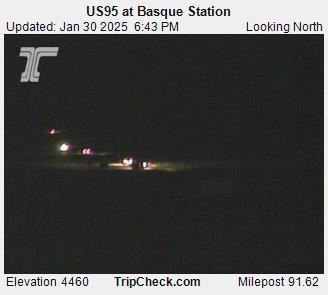 US95 at Basque Station
Updated: Jan 30 2025 6:43 PM Looking North
Elevation 4460 TripCheck.com Milepost 91.62